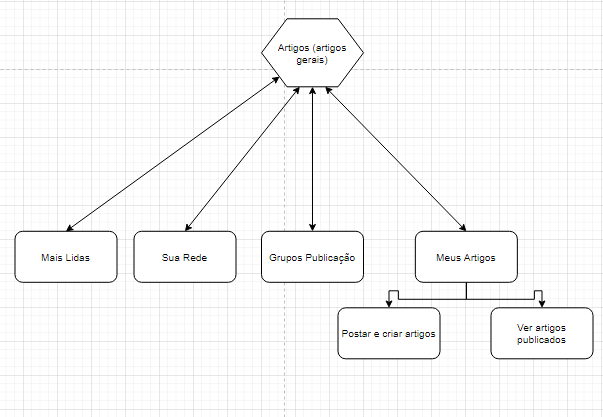 Artigos (artigos
gerais)
Mais Lidas
Sua Rede
Grupos Publicação
Meus Artigos
Postar e criar artigos
Ver artigos
publicados